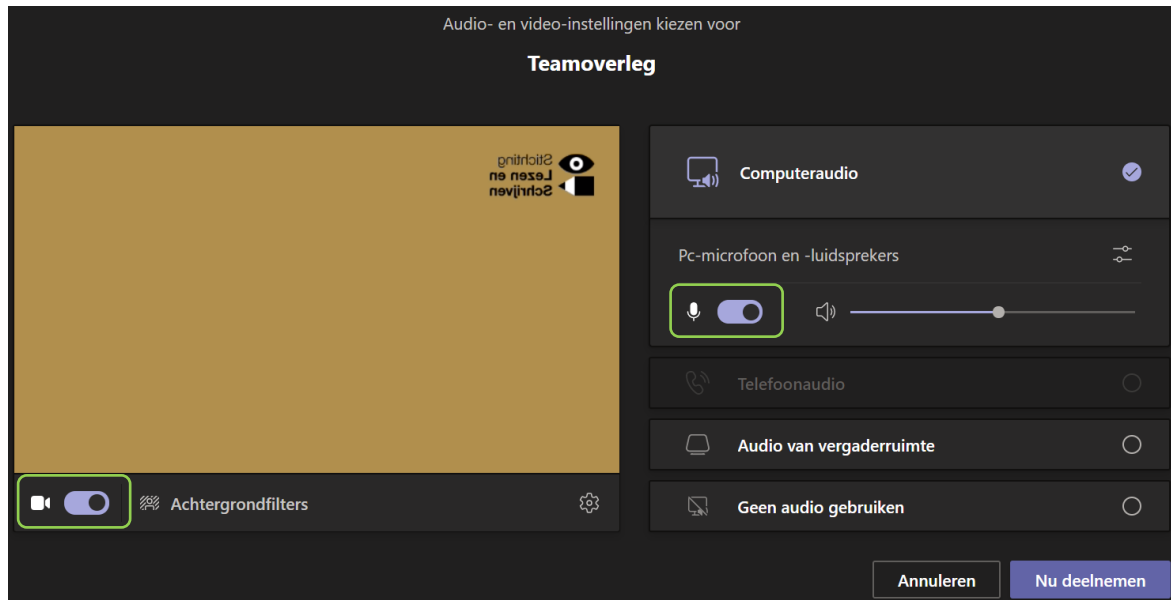 Audio- en video-instellingen kiezen voor
Teamoverleg
Stichting
Lezen en
Schrijven
Computeraudio
Pc-microfoon en -luidsprekers
Telefoonaudio
Audio van vergaderruimte
Achtergrondfilters
Geen audio gebruiken
Annuleren
Nu deelnemen